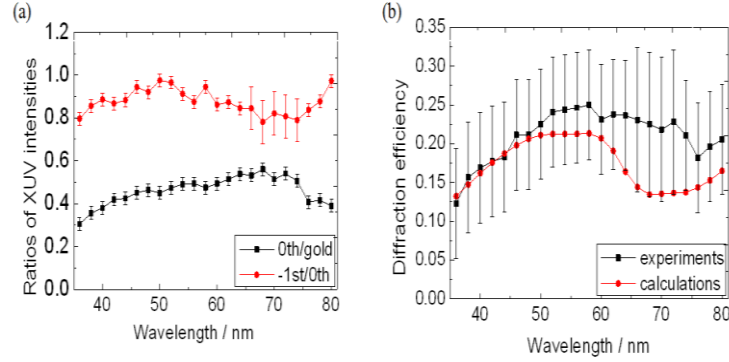 (a)
Ratios of XUV intensities
1.2
1.0
0.8
0.6
0.4
0.2
0.0
0th/gold
-1st/0th
40 50 60 70 80
Wavelength / nm
(b)
Diffraction efficiency
0.35
0.30
0.25
0.20
0.15
0.10
0.05
0.00
experiments
calculations
40 50 60 70 80
Wavelength / nm